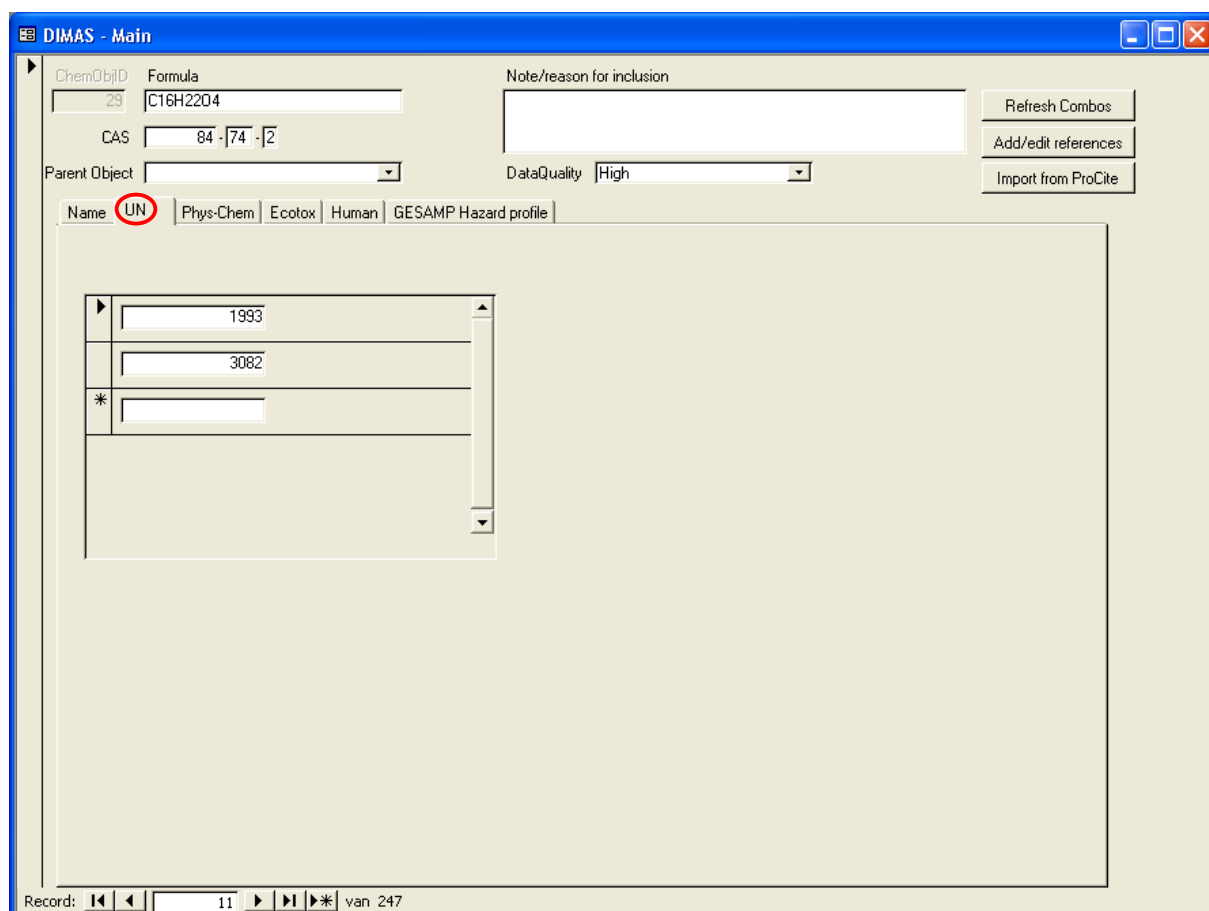 DIMAS - Main
ChemObjID Formula Note/reason for inclusion
29 C16H22O4
Refresh Combos
CAS 84 - 74 - 2
Add/edit references
Parent Object DataQuality High
Import from ProCite
Name UN Phys-Chem Ecotox Human GESAMP Hazard profile
1993
3082
Record: 11 van 247